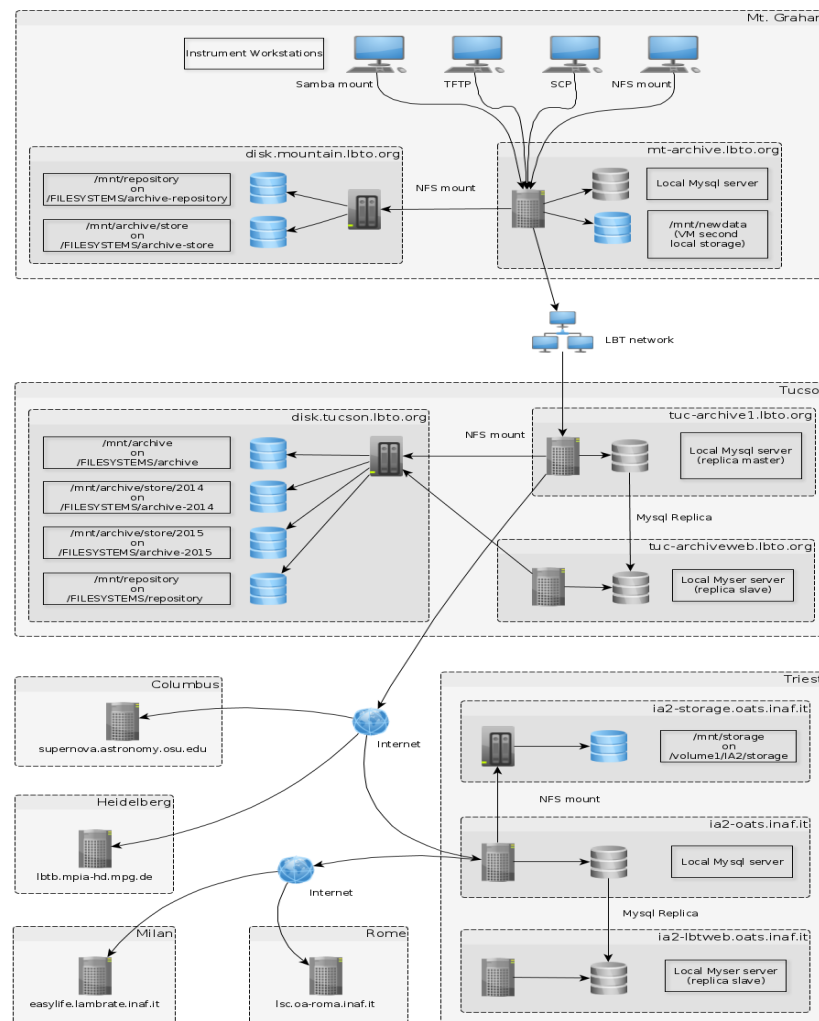 Mt. Graham
Instrument Workstations
Samba mount
TFTP
SCP
NFS mount
disk.mountain.lbto.org
/mnt/repository
on
/FILESYSTEMS/archive-repository
/mnt/archive/store
on
/FILESYSTEMS/archive-store
NFS mount
mt-archive.lbto.org
Local Mysql server
/mnt/newdata
(VM second
local storage)
LBT network
Tucso
disk.tucson.lbto.org
/mnt/archive
on
/FILESYSTEMS/archive
/mnt/archive/store/2014
on
/FILESYSTEMS/archive-2014
/mnt/archive/store/2015
on
/FILESYSTEMS/archive-2015
/mnt/repository
on
/FILESYSTEMS/repository
NFS mount
tuc-archive1.lbto.org
Local Mysql server
(replica master)
Mysql Replica
tuc-archiveweb.lbto.org
Local Myser server
(replica slave)
Columbus
supernova.astronomy.osu.edu
Internet
Heidelberg
lbtb.mpia-hd.mpg.de
Internet
Milan
easylife.lambrate.inaf.it
Rome
lsc.oa-roma.inaf.it
Triest
ia2-storage.oats.inaf.it
/mnt/storage
on
/volume1/IA2/storage
NFS mount
ia2-oats.inaf.it
Local Mysql server
Mysql Replica
ia2-lbtweb.oats.inaf.it
Local Myser server
(replica slave)